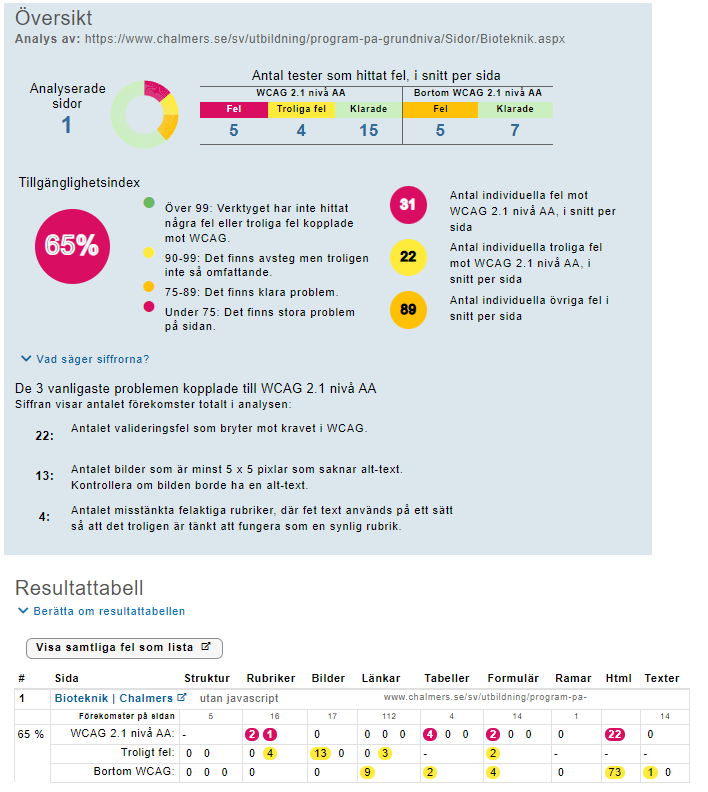 Översikt
Analys av: https://www.chalmers.se/sv/utbildning/program-pa-grundniva/Sidor/Bioteknik.aspx
Analyserade
sidor
1
Antal tester som hittat fel, i snitt per sida
WCAG 2.1 nivå AA Bortom WCAG 2.1 nivå AA
Fel Troliga fel Klarade Fel Klarade
5 4 15 5 7
Tillgänglighetsindex
65%
Över 99: Verktyget har inte hittat
några fel eller troliga fel kopplade
mot WCAG.
90-99: Det finns avsteg men troligen
inte så omfattande.
75-89: Det finns klara problem.
Under 75: Det finns stora problem
på sidan.
31
Antal individuella fel mot
WCAG 2.1 nivå AA, i snitt per
sida
22
Antal individuella troliga fel
mot WCAG 2.1 nivå AA, i
snitt per sida
89
Antal individuella övriga fel i
snitt per sida
Vad säger siffrorna?
De 3 vanligaste problemen kopplade till WCAG 2.1 nivå AA
Siffran visar antalet förekomster totalt i analysen:
22: Antalet valideringsfel som bryter mot kravet i WCAG.
13: Antalet bilder som är minst 5 x 5 pixlar som saknar alt-text.
Kontrollera om bilden borde ha en alt-text.
4: Antalet misstänkta felaktiga rubriker, där fet text används på ett sätt
så att det troligen är tänkt att fungera som en synlig rubrik.
Resultattabell
Berätta om resultattabellen
Visa samtliga fel som lista
# Sida Struktur Rubriker Bilder Länkar Tabeller Formulär Ramar Html Texter
1 Bioteknik | Chalmers utan javascript www.chalmers.se/sv/utbildning/program-pa-
Förekomster på sidan 5 16 17 112 4 14 1 14
65 % WCAG 2.1 nivå AA: - 2 1 0 0 0 0 4 0 2 0 0 0 22 0
Troligt fel: 0 0 0 4 13 0 0 3 - 2 - - -
Bortom WCAG: 0 0 0 0 0 9 2 4 0 73 1 0